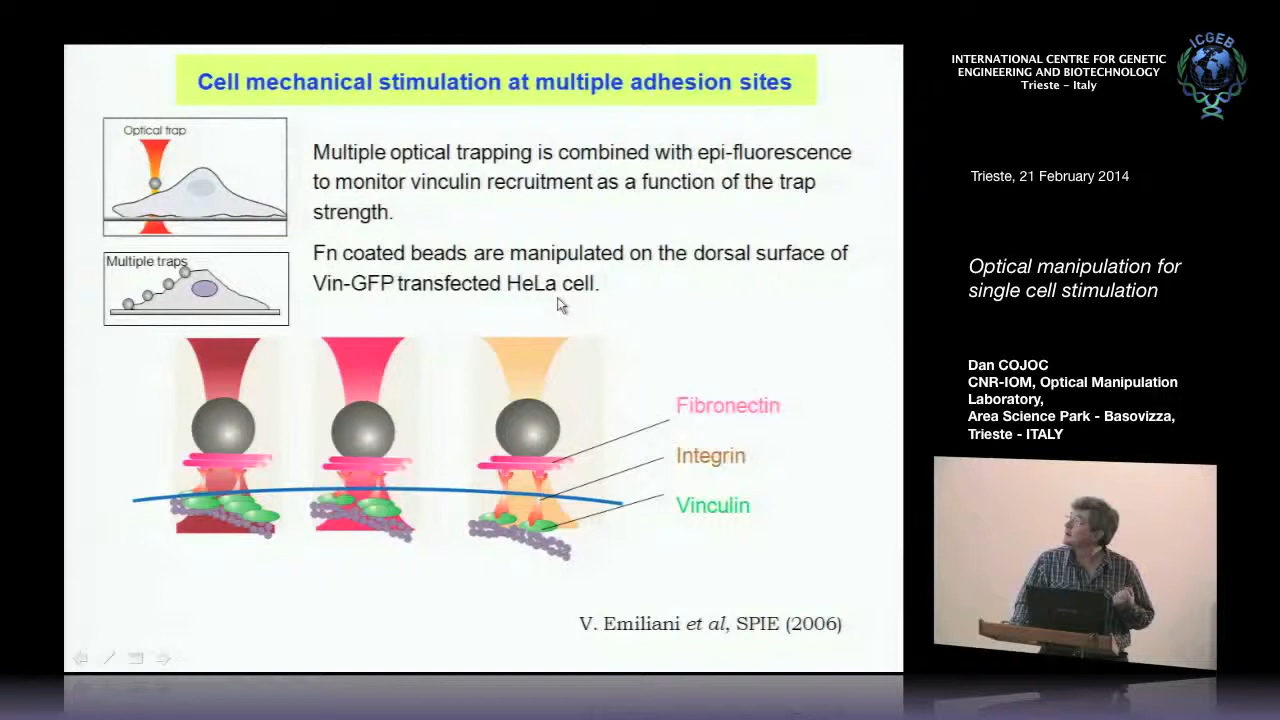 Cell mechanical stimulation at multiple adhesion sites
Optical trap
Multiple optical trapping is combined with epi-fluorescence
to monitor vinculin recruitment as a function of the trap
strength.
Multiple traps
Fn coated beads are manipulated on the dorsal surface of
Vin-GFP transfected HeLa cell.
Fibronectin
Integrin
Vinculin
V. Emiliani et al, SPIE (2006)
INTERNATIONAL CENTRE FOR GENETIC
ENGINEERING AND BIOTECHNOLOGY
Trieste - Italy
ICGEB
Trieste, 21 February 2014
Optical manipulation for
single cell stimulation
Dan COJOC
CNR-IOM, Optical Manipulation
Laboratory,
Area Science Park - Basovizza,
Trieste - ITALY